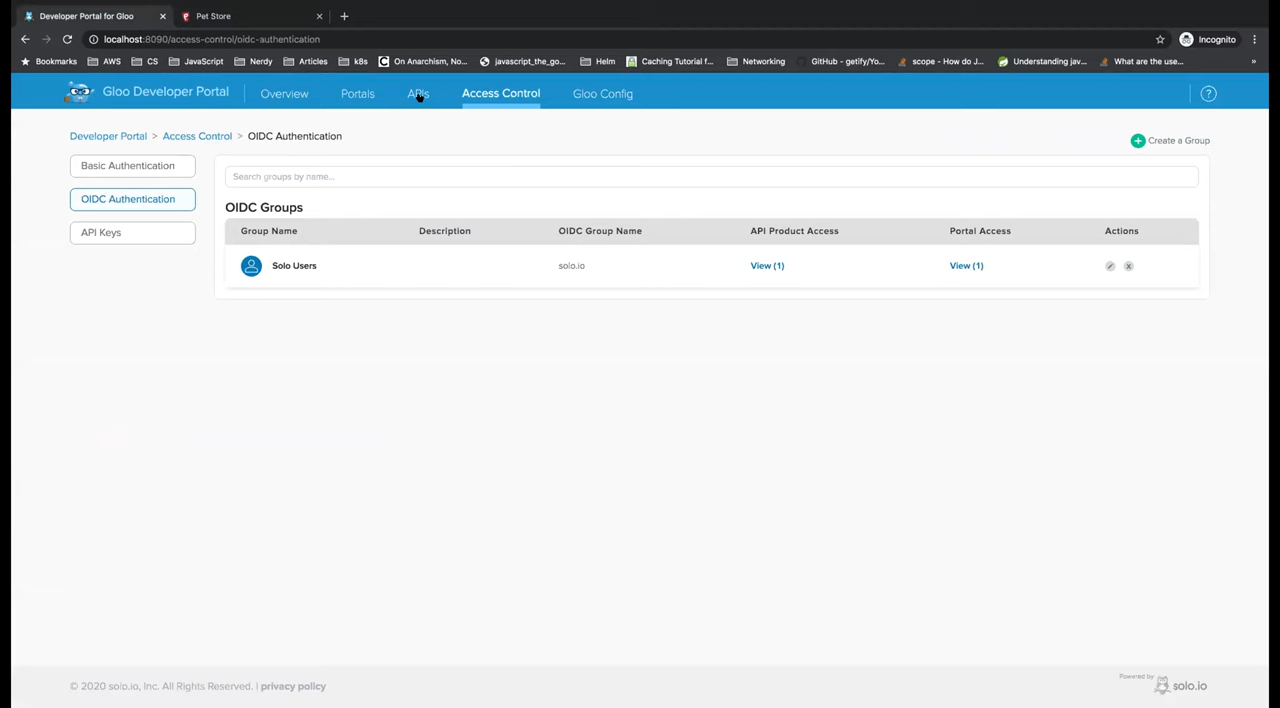 Developer Portal for Gloo
Pet Store
localhost:8090/access-control/oidc-authentication
Incognito
Bookmarks AWS CS JavaScript Nerdy Articles k8s On Anarchism, No... javascript_the_go... Helm Caching Tutorial f... Networking GitHub - getify/Yo... scope - How do J... Understanding jav... What are the use...
Gloo Developer Portal Overview Portals APIs Access Control Gloo Config
Developer Portal > Access Control > OIDC Authentication
Create a Group
Basic Authentication
OIDC Authentication
API Keys
Search groups by name...
OIDC Groups
Group Name Description OIDC Group Name API Product Access Portal Access Actions
Solo Users solo.io View (1) View (1)
© 2020 solo.io, Inc. All Rights Reserved. | privacy policy
Powered by
solo.io